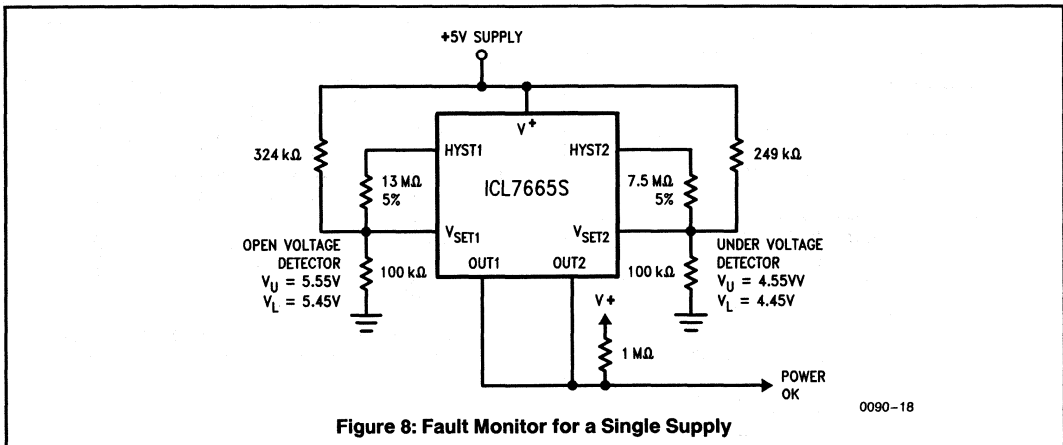 +5V SUPPLY
V+
HYST1
HYST2
324 kΩ
249 kΩ
13 MΩ
5%
ICL7665S
7.5 MΩ
5%
VSET1
VSET2
OPEN VOLTAGE
DETECTOR
VU = 5.55V
VL = 5.45V
100 kΩ
OUT1
OUT2
100 kΩ
UNDER VOLTAGE
DETECTOR
VU = 4.55VV
VL = 4.45V
V+
1 MΩ
POWER
OK
0090-18
Figure 8: Fault Monitor for a Single Supply